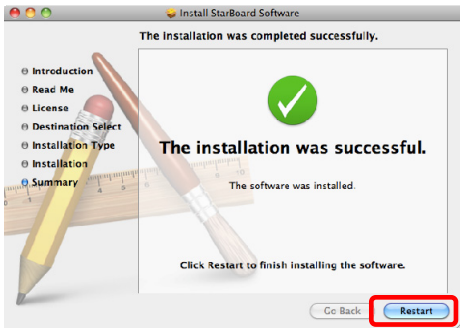 Install StarBoard Software
The installation was completed successfully.
Introduction
Read Me
License
Destination Select
Installation Type
Installation
Summary
The installation was successful.
The software was installed.
Click Restart to finish installing the software.
Go Back
Restart